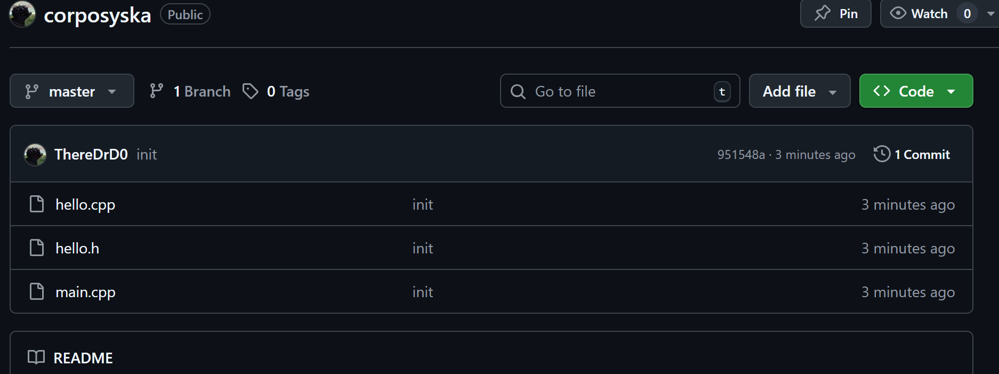 corposyska Public Pin Watch 0
master 1 Branch 0 Tags Go to file t Add file <> Code
ThereDrD0 init 951548a · 3 minutes ago 1 Commit
hello.cpp init 3 minutes ago
hello.h init 3 minutes ago
main.cpp init 3 minutes ago
README